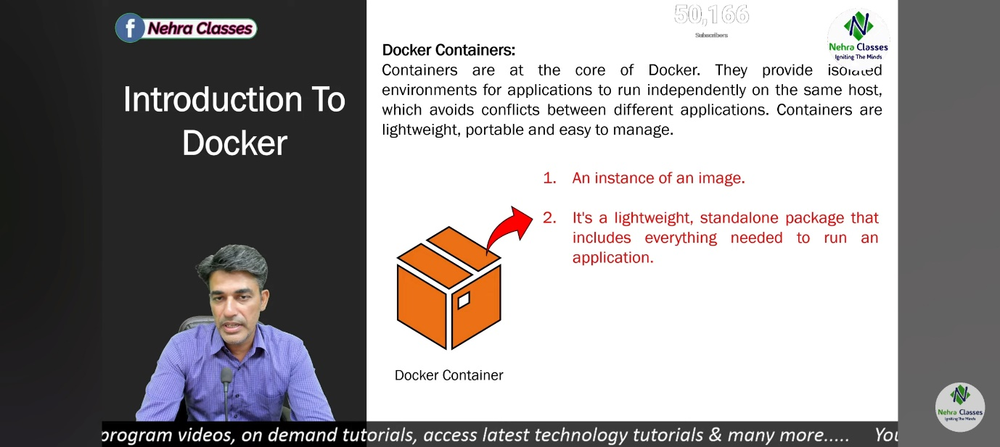 f Nehra Classes
Introduction To
Docker
50,166
Subscribers
Nehra Classes
Igniting The Minds
Docker Containers:
Containers are at the core of Docker. They provide isolated
environments for applications to run independently on the same host,
which avoids conflicts between different applications. Containers are
lightweight, portable and easy to manage.
1. An instance of an image.
2. It's a lightweight, standalone package that
includes everything needed to run an
application.
Docker Container
Nehra Classes
Igniting The Minds
program videos, on demand tutorials, access latest technology tutorials & many more..... You